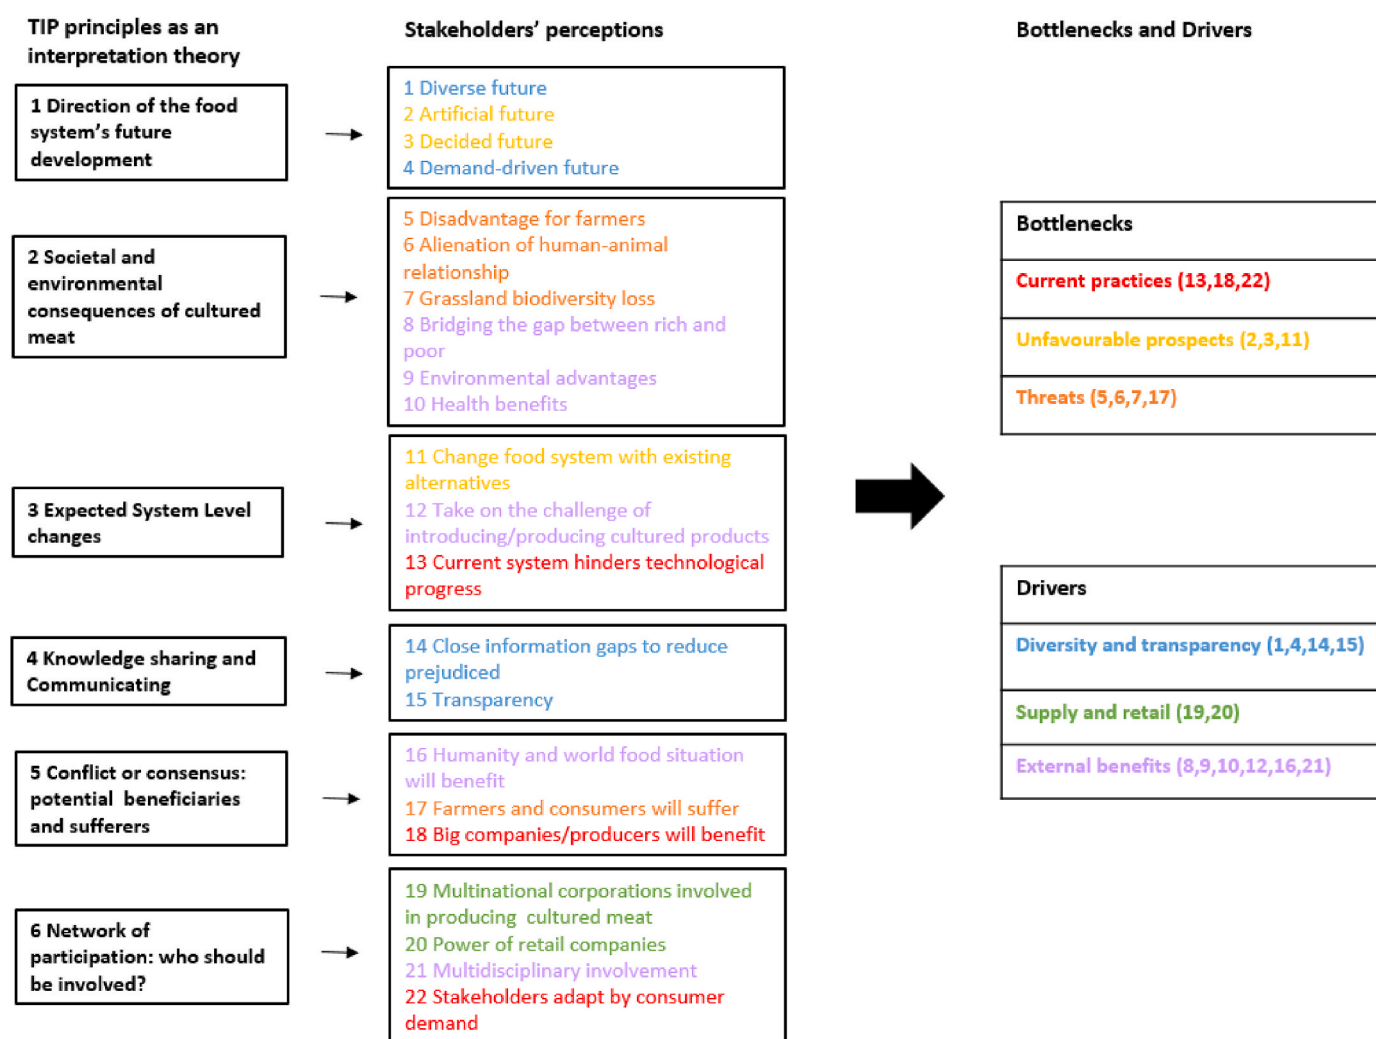 TIP principles as an
interpretation theory
1 Direction of the food
system's future
development
2 Societal and
environmental
consequences of cultured
meat
3 Expected System Level
changes
4 Knowledge sharing and
Communicating
5 Conflict or consensus:
potential beneficiaries
and sufferers
6 Network of
participation: who should
be involved?
Stakeholders' perceptions
1 Diverse future
2 Artificial future
3 Decided future
4 Demand-driven future
5 Disadvantage for farmers
6 Alienation of human-animal
relationship
7 Grassland biodiversity loss
8 Bridging the gap between rich and
poor
9 Environmental advantages
10 Health benefits
11 Change food system with existing
alternatives
12 Take on the challenge of
introducing/producing cultured products
13 Current system hinders technological
progress
14 Close information gaps to reduce
prejudiced
15 Transparency
16 Humanity and world food situation
will benefit
17 Farmers and consumers will suffer
18 Big companies/producers will benefit
19 Multinational corporations involved
in producing cultured meat
20 Power of retail companies
21 Multidisciplinary involvement
22 Stakeholders adapt by consumer
demand
Bottlenecks and Drivers
Bottlenecks
Current practices (13,18,22)
Unfavourable prospects (2,3,11)
Threats (5,6,7,17)
Drivers
Diversity and transparency (1,4,14,15)
Supply and retail (19,20)
External benefits (8,9,10,12,16,21)